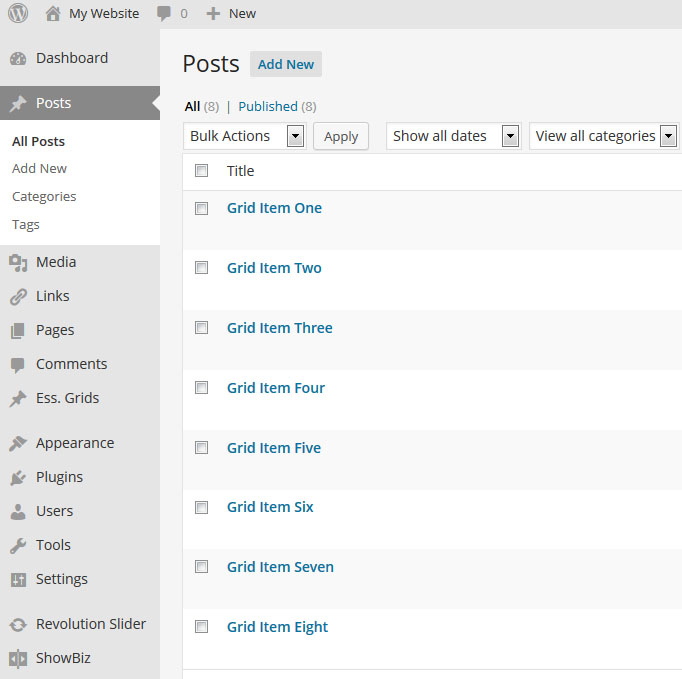 My Website 0 New
Dashboard
Posts
All Posts
Add New
Categories
Tags
Media
Links
Pages
Comments
Ess. Grids
Appearance
Plugins
Users
Tools
Settings
Revolution Slider
ShowBiz
Posts Add New
All (8) | Published (8)
Bulk Actions Apply Show all dates View all categories
Title
Grid Item One
Grid Item Two
Grid Item Three
Grid Item Four
Grid Item Five
Grid Item Six
Grid Item Seven
Grid Item Eight